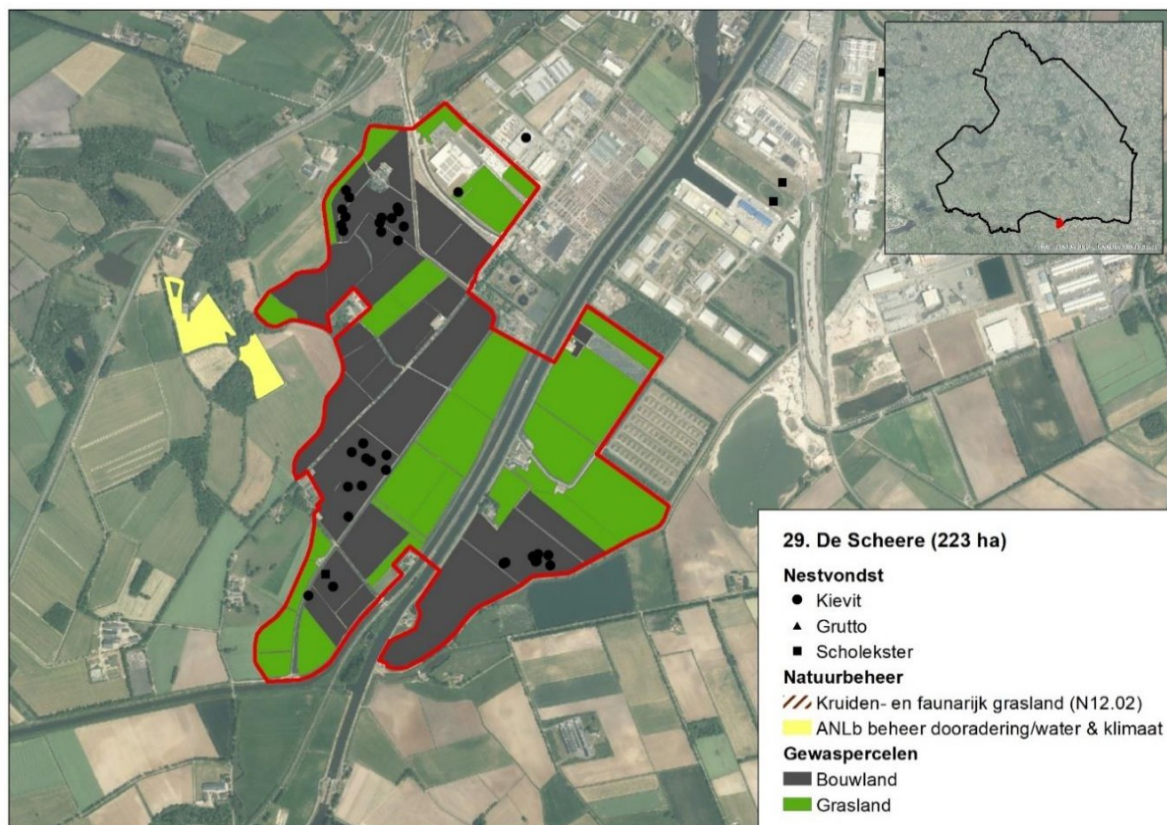 29. De Scheere (223 ha)
Nestvondst
Kievit
Grutto
Scholekster
Natuurbeheer
Kruiden- en faunarijk grasland (N12.02)
ANLb beheer dooradering/water & klimaat
Gewaspercelen
Bouwland
Grasland